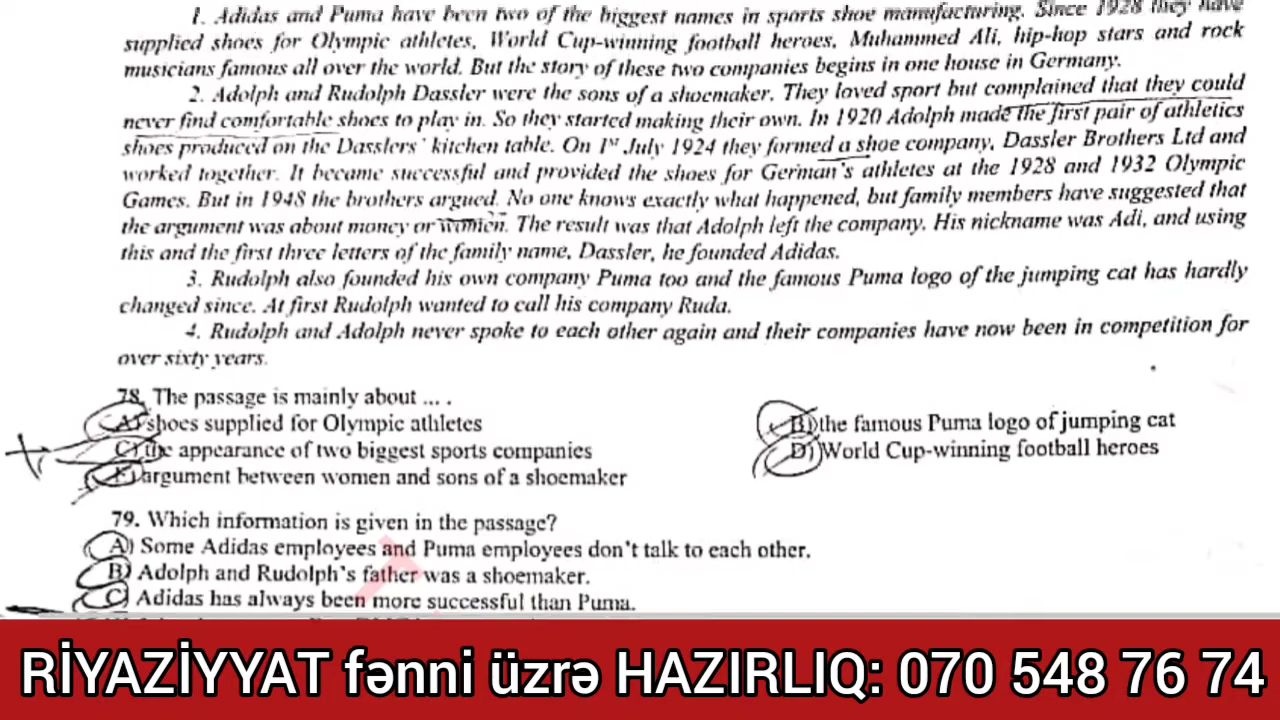 1. Adidas and Puma have been two of the biggest names in sports shoe manufacturing. Since 1928 they have
supplied shoes for Olympic athletes, World Cup-winning football heroes, Muhammed Ali, hip-hop stars and rock
musicians famous all over the world. But the story of these two companies begins in one house in Germany.
2. Adolph and Rudolph Dassler were the sons of a shoemaker. They loved sport but complained that they could
never find comfortable shoes to play in. So they started making their own. In 1920 Adolph made the first pair of athletics
shoes produced on the Dasslers' kitchen table. On 1st July 1924 they formed a shoe company, Dassler Brothers Ltd and
worked together. It became successful and provided the shoes for German's athletes at the 1928 and 1932 Olympic
Games. But in 1948 the brothers argued. No one knows exactly what happened, but family members have suggested that
the argument was about money or women. The result was that Adolph left the company. His nickname was Adi, and using
this and the first three letters of the family name, Dassler, he founded Adidas.
3. Rudolph also founded his own company Puma too and the famous Puma logo of the jumping cat has hardly
changed since. At first Rudolph wanted to call his company Ruda.
4. Rudolph and Adolph never spoke to each other again and their companies have now been in competition for
over sixty years.
78. The passage is mainly about ... .
A) shoes supplied for Olympic athletes
B) the famous Puma logo of jumping cat
C) the appearance of two biggest sports companies
D) World Cup-winning football heroes
E) argument between women and sons of a shoemaker
79. Which information is given in the passage?
A) Some Adidas employees and Puma employees don't talk to each other.
B) Adolph and Rudolph's father was a shoemaker.
C) Adidas has always been more successful than Puma.
RİYAZİYYAT fənni üzrə HAZIRLIQ: 070 548 76 74